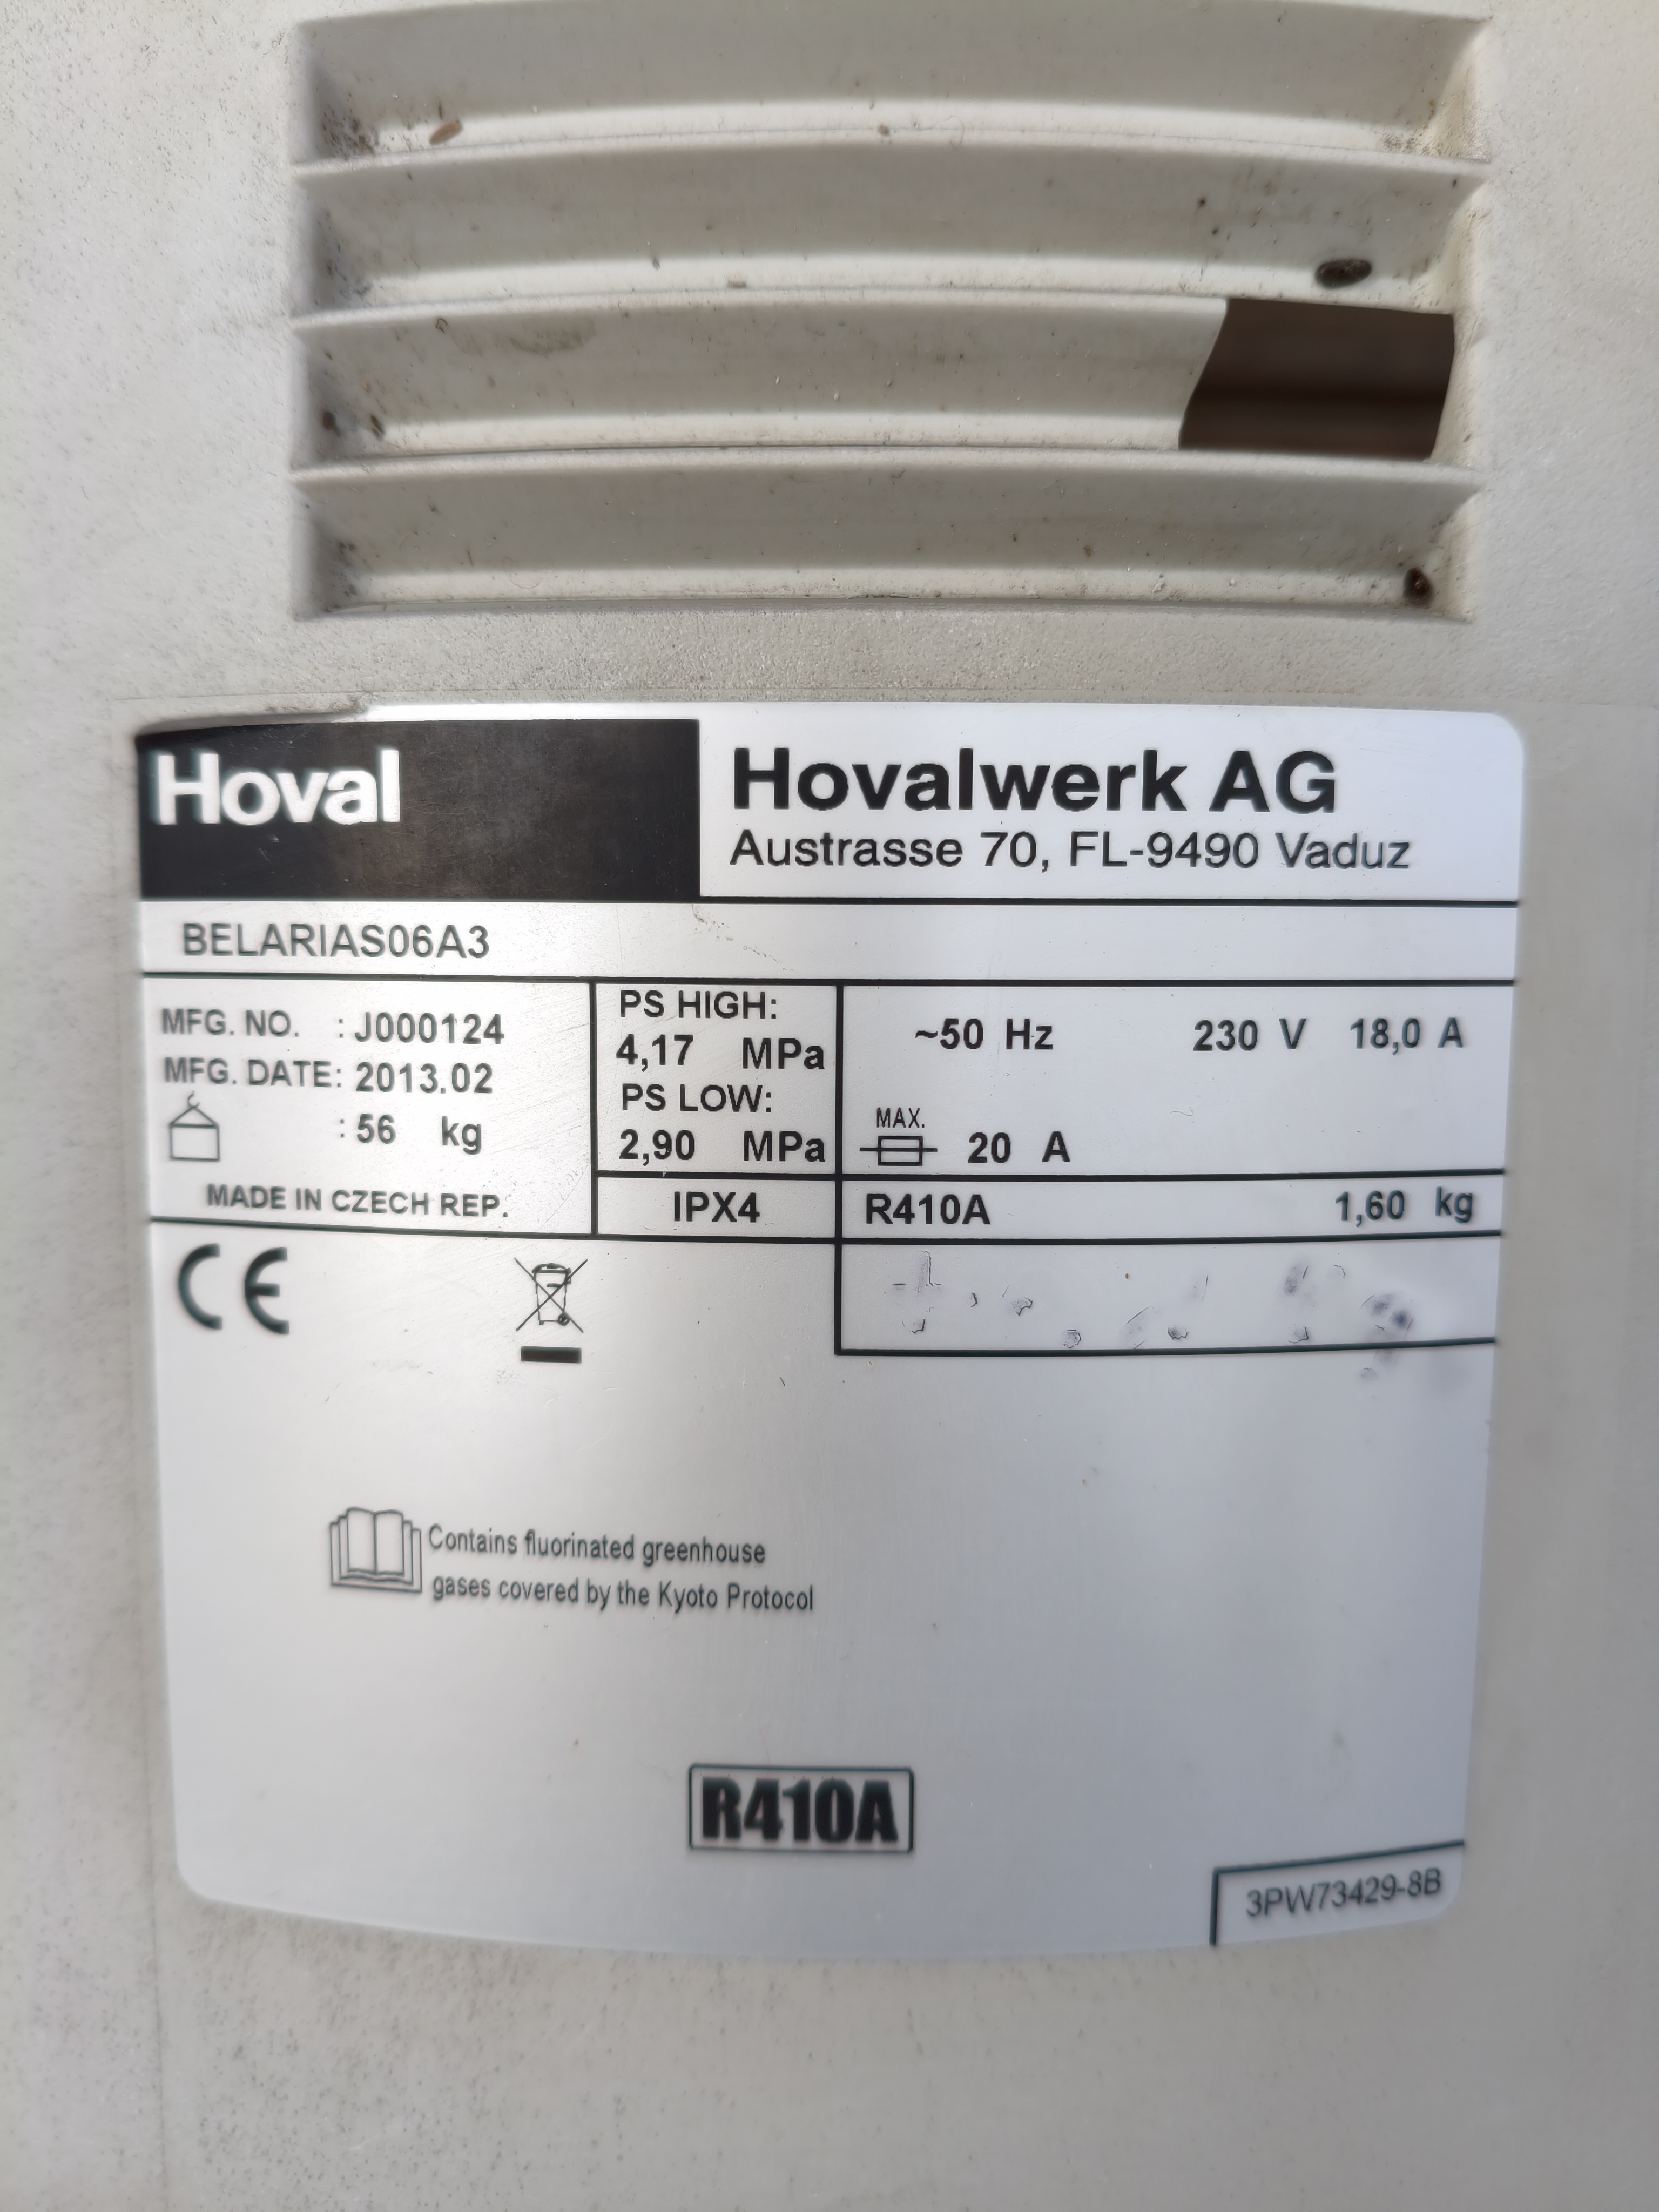 Hoval
Hovalwerk AG
Austrasse 70, FL-9490 Vaduz
BELARIAS06A3
MFG. NO. : J000124
MFG. DATE: 2013.02
: 56 kg
MADE IN CZECH REP.
PS HIGH:
4,17 MPa
PS LOW:
2,90 MPa
IPX4
~50 Hz 230 V 18,0 A
MAX.
20 A
R410A 1,60 kg
CE
Contains fluorinated greenhouse
gases covered by the Kyoto Protocol
R410A
3PW73429-8B